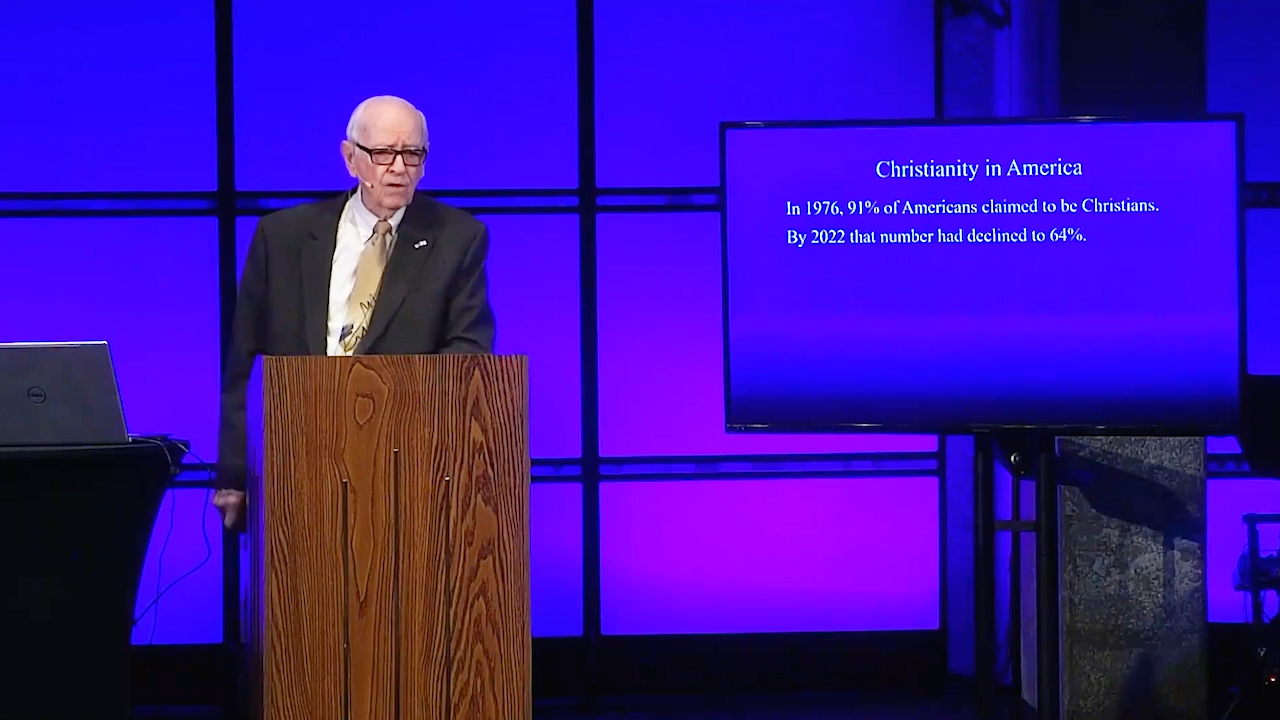 Christianity in America
In 1976, 91% of Americans claimed to be Christians.
By 2022 that number had declined to 64%.